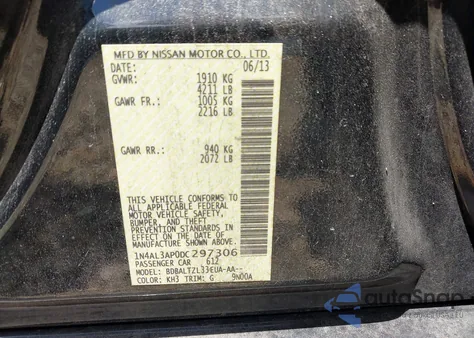 MFD BY NISSAN MOTOR CO., LTD.
DATE: 06/13
GVWR: 1910 KG
4211 LB
GAWR FR: 1005 KG
2216 LB
GAWR RR: 940 KG
2072 LB
THIS VEHICLE CONFORMS TO
ALL APPLICABLE FEDERAL
MOTOR VEHICLE SAFETY,
BUMPER, AND THEFT
PREVENTION STANDARDS IN
EFFECT ON THE DATE OF
MANUFACTURE SHOWN ABOVE.
1N4AL3AP0DC297306
PASSENGER CAR 612
MODEL: BDBALTZL33EUA-AA--
COLOR: KH3 TRIM: G 9N00A
autoSnap